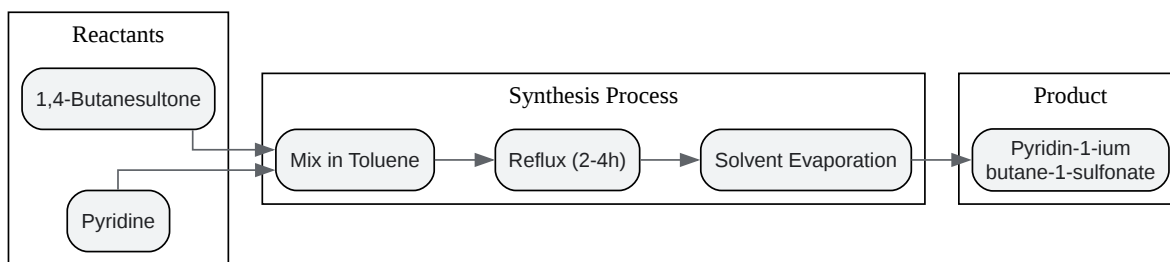 Reactants
1,4-Butanesultone
Pyridine
Synthesis Process
Mix in Toluene
Reflux (2-4h)
Solvent Evaporation
Product
Pyridin-1-ium
butane-1-sulfonate